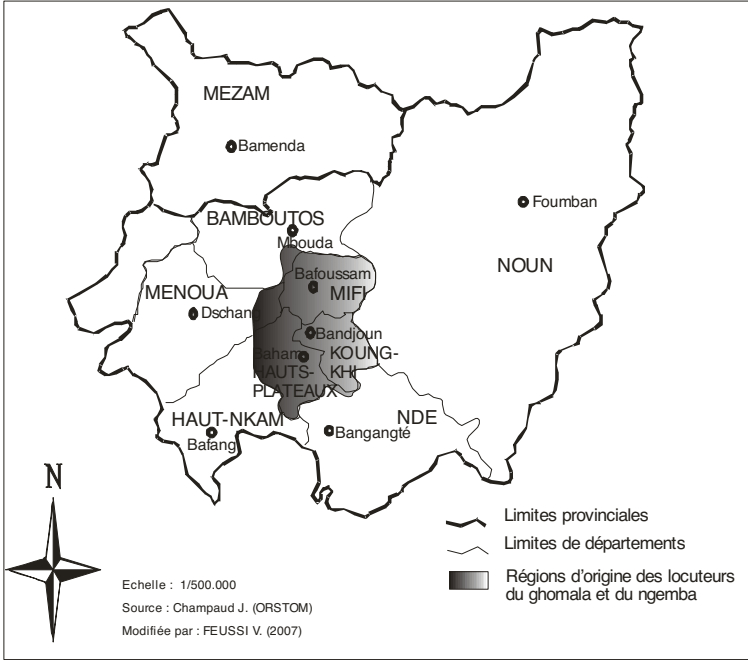 MEZAM
Bamenda
Foumban
BAMBOUTOS
Mbouda
NOUN
Bafoussam
MIFI
MENOUA
Dschang
Bandjoun
Baham
KOUNG-
KHI
HAUTS-
PLATEAUX
HAUT-NKAM
NDE
Bafang
Bangangté
N
Limites provinciales
Limites de départements
Régions d'origine des locuteurs
du ghomala et du ngemba
Echelle : 1/500.000
Source : Champaud J. (ORSTOM)
Modifiée par : FEUSSI V. (2007)